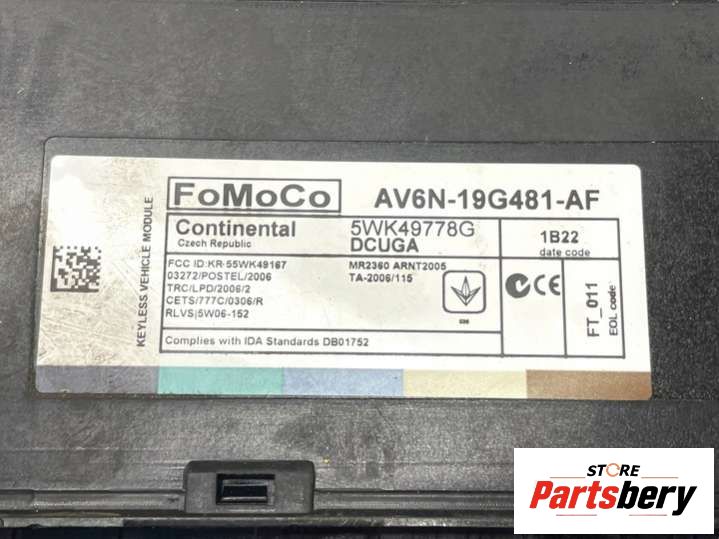 KEYLESS VEHICLE MODULE
FoMoCo
AV6N-19G481-AF
Continental
Czech Republic
5WK49778G
DCUGA
1B22
date code
FCC ID:KR-55WK49167
03272/POSTEL/2006
TRC/LPD/2006/2
CETS/777C/0306/R
RLVS|5W06-152
MR2360 ARNT2005
TA-2006/115
CE
FT_011
EOL code
Complies with IDA Standards DB01752
STORE
Partsbery